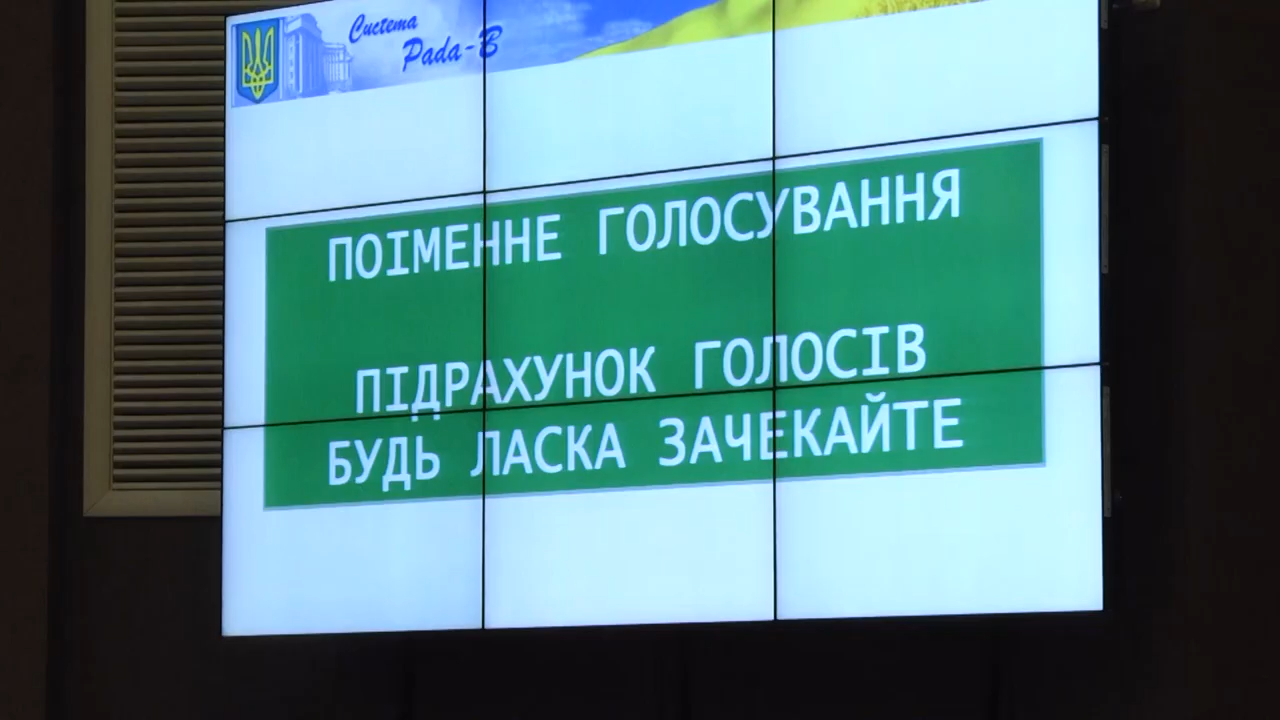 Система
Рада-В
ПОІМЕННЕ ГОЛОСУВАННЯ
ПІДРАХУНОК ГОЛОСІВ
БУДЬ ЛАСКА ЗАЧЕКАЙТЕ